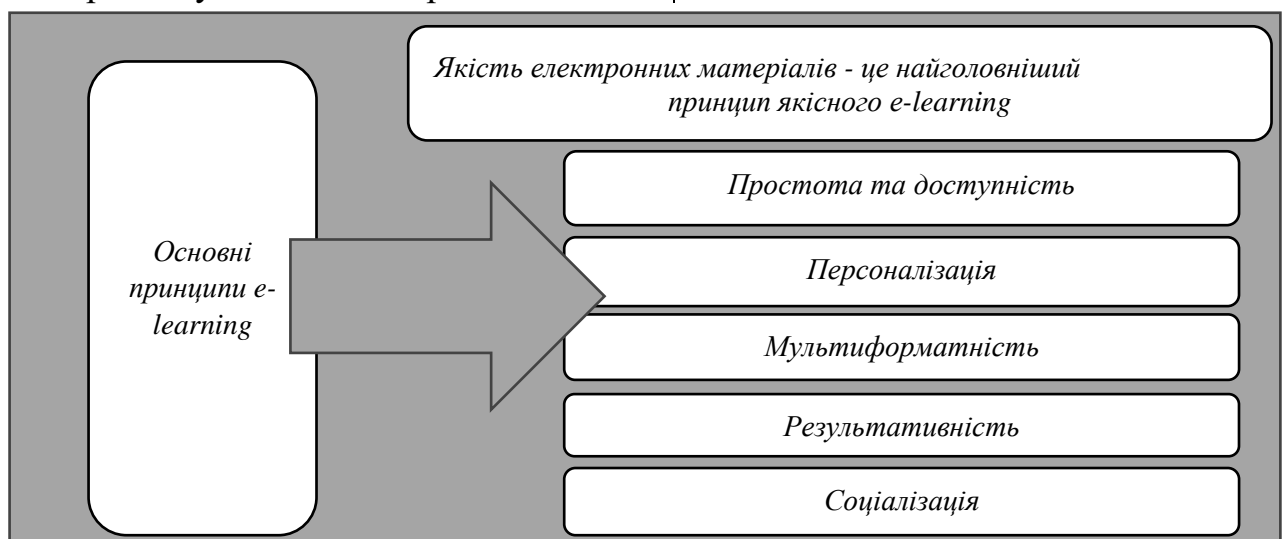 Якість електронних матеріалів - це найголовніший
принцип якісного e-learning
Простота та доступність
Основні
принципи e-
learning
Персоналізація
Мультиформатність
Результативність
Соціалізація